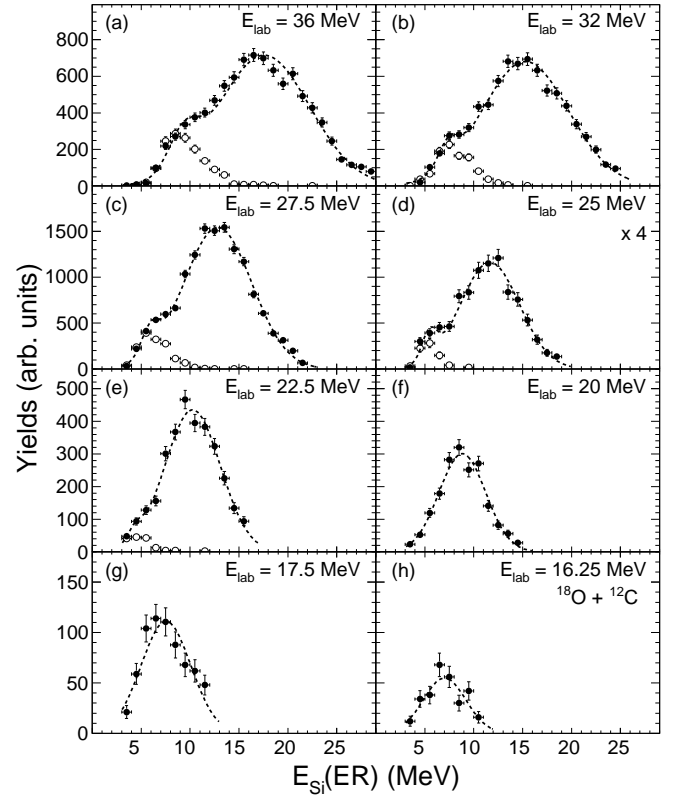 (a) E_lab = 36 MeV
(b) E_lab = 32 MeV
800
600
400
200
0
(c) E_lab = 27.5 MeV
(d) E_lab = 25 MeV
x 4
1500
1000
500
0
Yields (arb. units)
(e) E_lab = 22.5 MeV
(f) E_lab = 20 MeV
500
400
300
200
100
0
(g) E_lab = 17.5 MeV
(h) E_lab = 16.25 MeV
¹⁸O + ¹²C
150
100
50
0
5 10 15 20 25 5 10 15 20 25
E_Si(ER) (MeV)